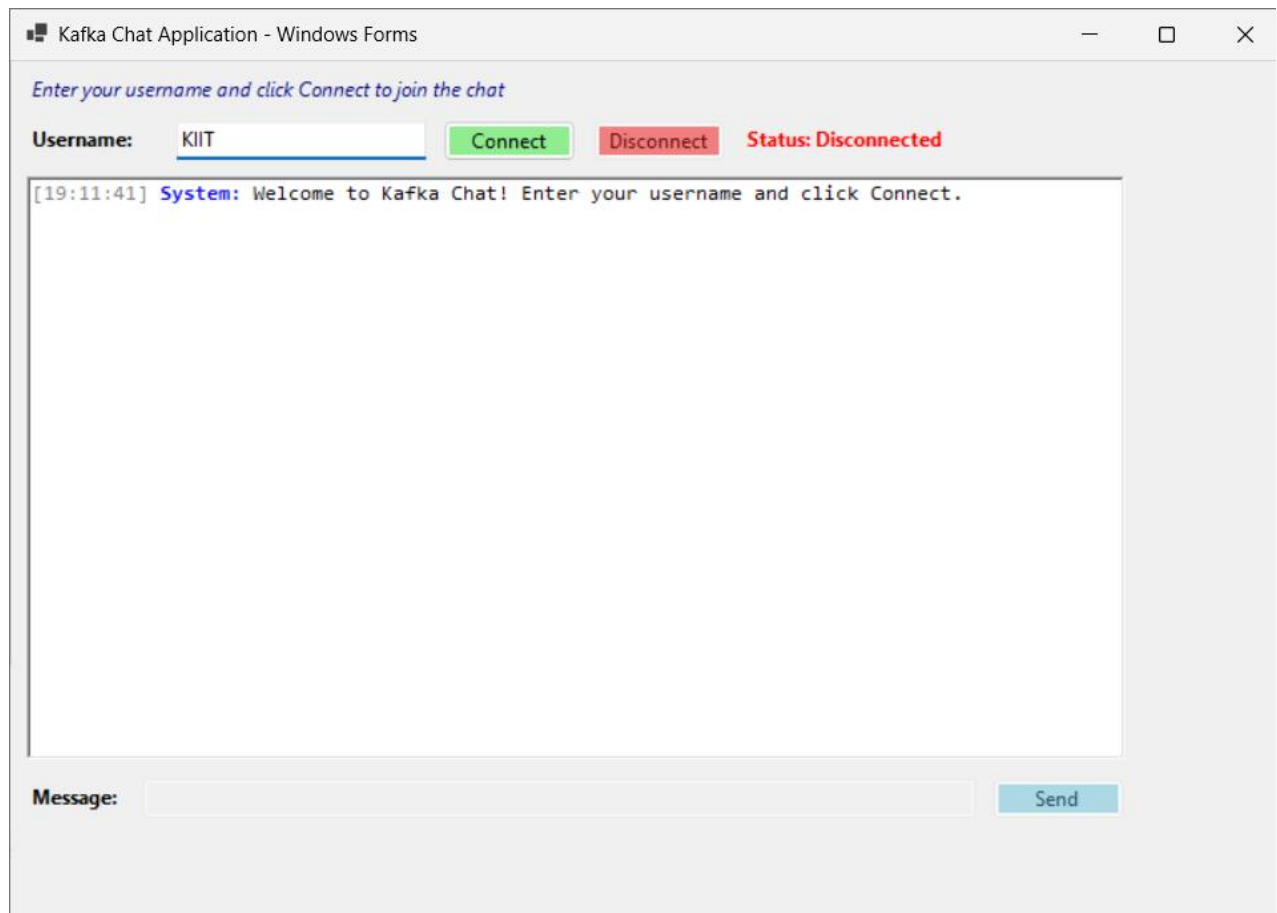 Kafka Chat Application - Windows Forms
Enter your username and click Connect to join the chat
Username: KIIT Connect Disconnect Status: Disconnected
[19:11:41] System: Welcome to Kafka Chat! Enter your username and click Connect.
Message: Send